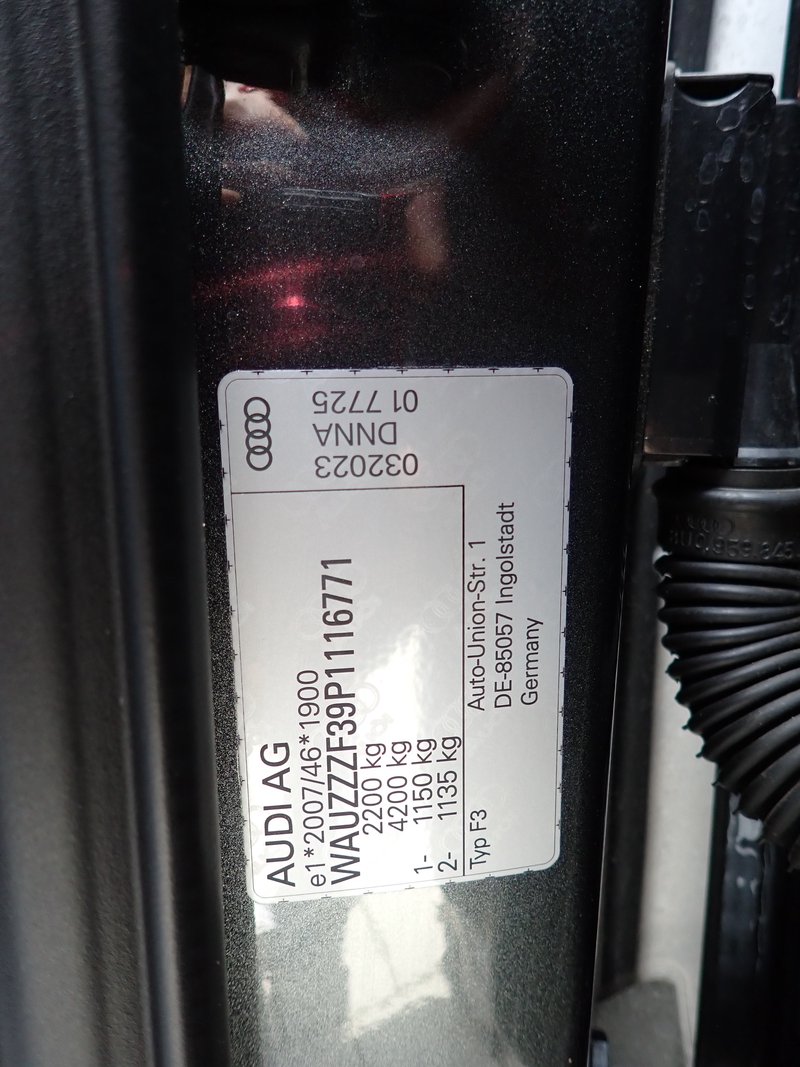 AUDI AG
e1*2007/46*1900
WAUZZZF39P1116771
2200 kg
4200 kg
1- 1150 kg
2- 1135 kg
Typ F3
Auto-Union-Str. 1
DE-85057 Ingolstadt
Germany
032023
DNNA
01 7725